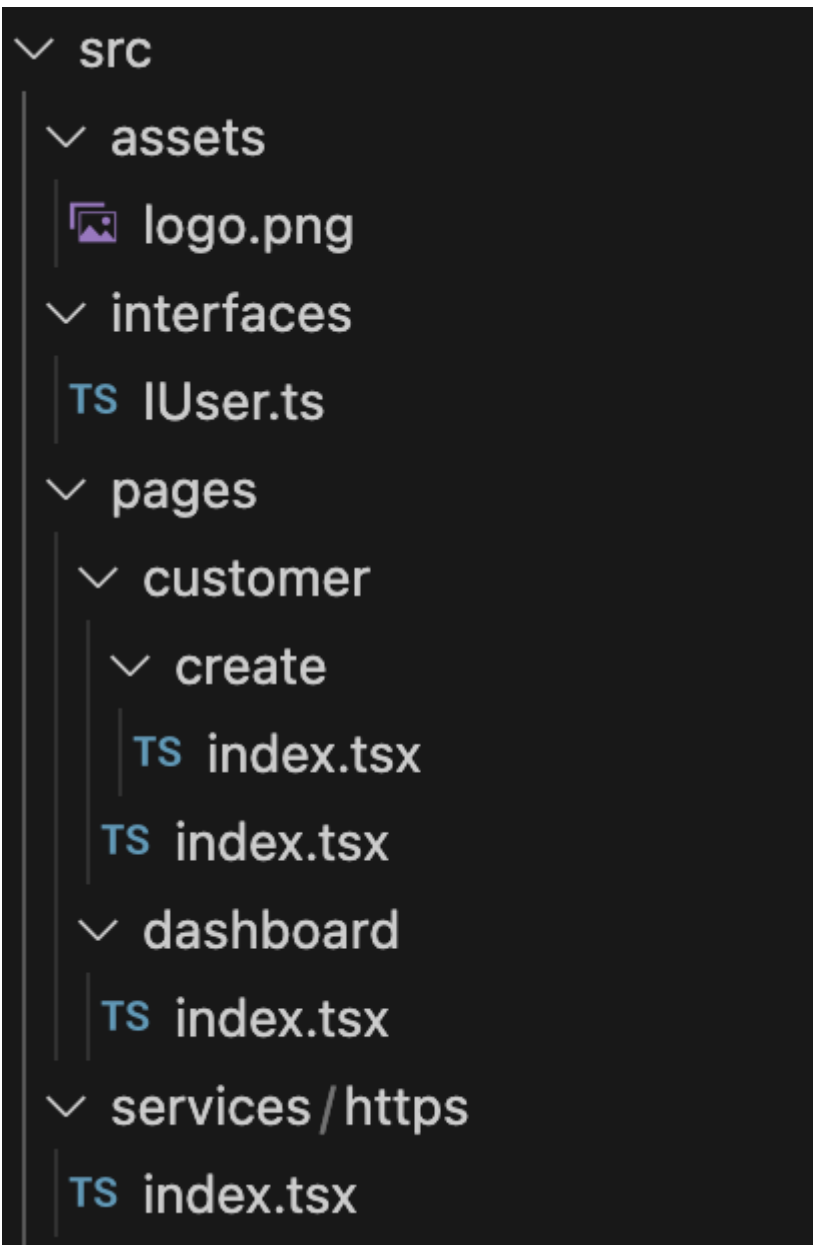 src
assets
logo.png
interfaces
TS IUser.ts
pages
customer
create
TS index.tsx
TS index.tsx
dashboard
TS index.tsx
services/https
TS index.tsx